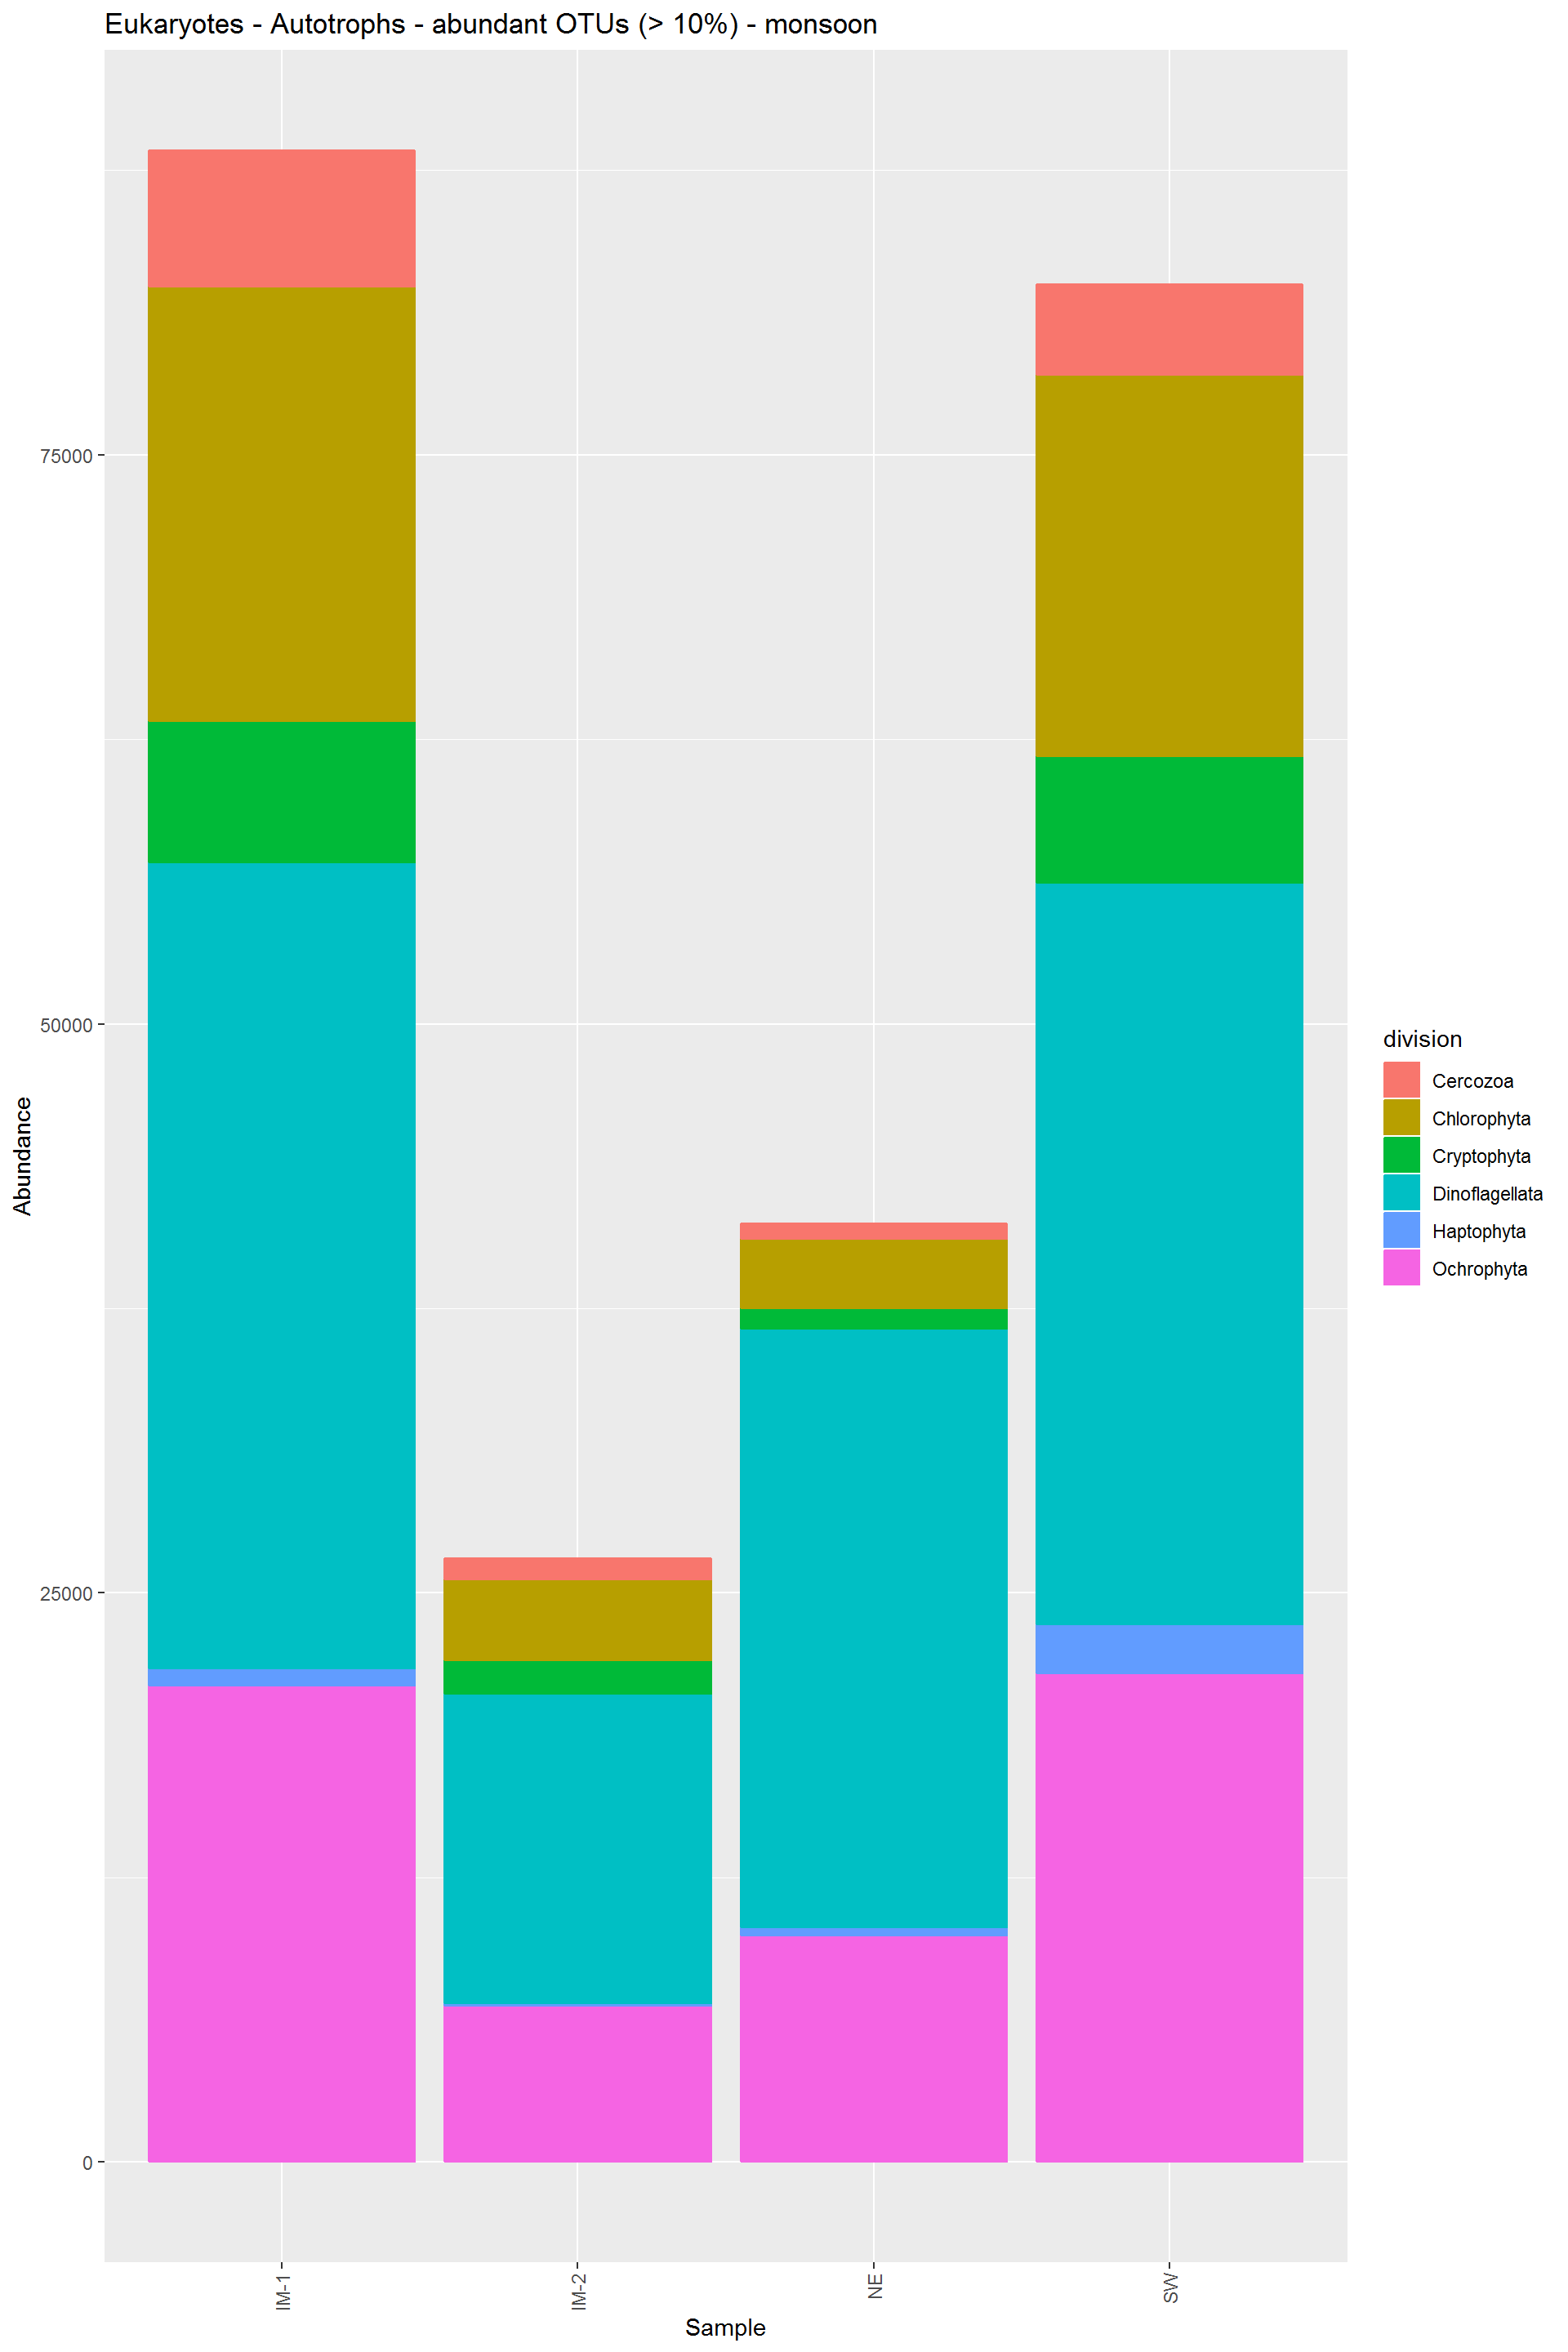 Eukaryotes - Autotrophs - abundant OTUs (> 10%) - monsoon
75000
50000
25000
0
Abundance
IM-1
IM-2
NE
SW
Sample
division
Cercozoa
Chlorophyta
Cryptophyta
Dinoflagellata
Haptophyta
Ochrophyta